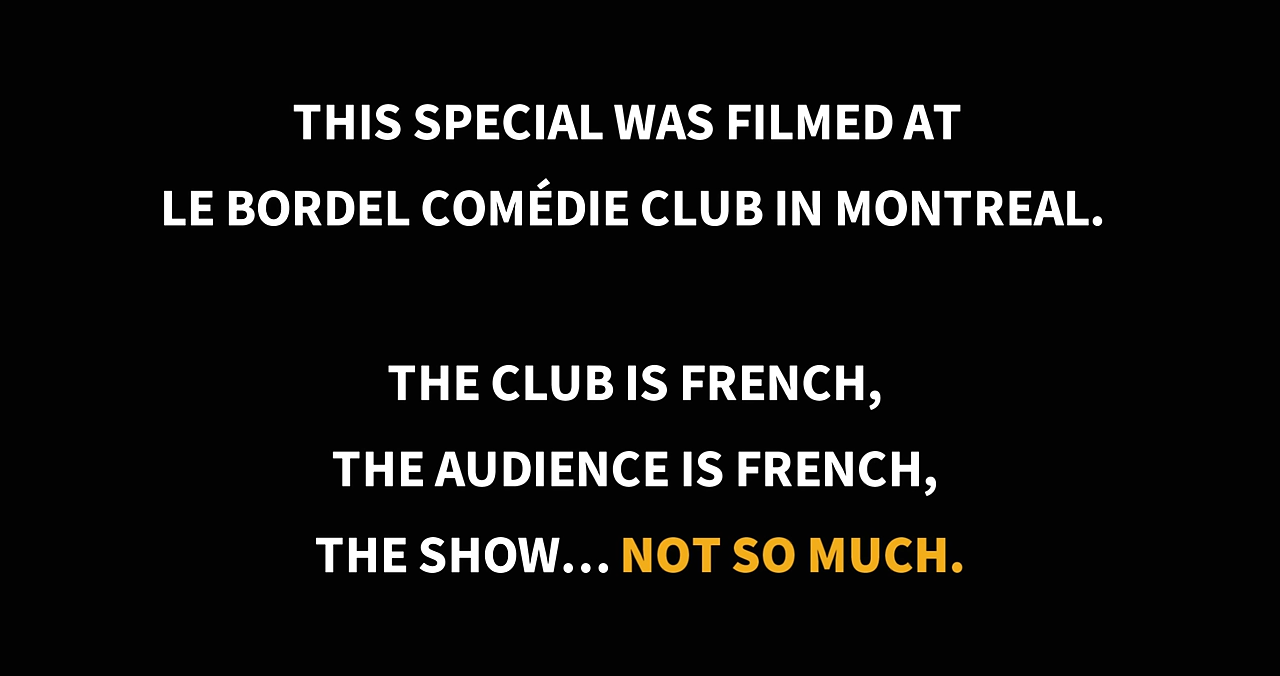 THIS SPECIAL WAS FILMED AT
LE BORDEL COMÉDIE CLUB IN MONTREAL.
THE CLUB IS FRENCH,
THE AUDIENCE IS FRENCH,
THE SHOW... NOT SO MUCH.